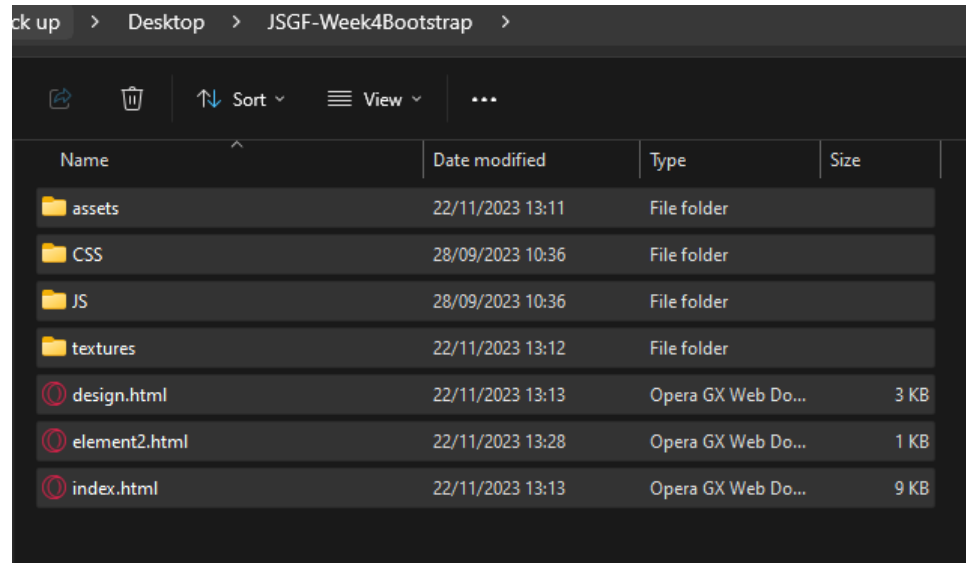 ck up > Desktop > JSGF-Week4Bootstrap >
Sort View ...
Name Date modified Type Size
assets 22/11/2023 13:11 File folder
CSS 28/09/2023 10:36 File folder
JS 28/09/2023 10:36 File folder
textures 22/11/2023 13:12 File folder
design.html 22/11/2023 13:13 Opera GX Web Do... 3 KB
element2.html 22/11/2023 13:28 Opera GX Web Do... 1 KB
index.html 22/11/2023 13:13 Opera GX Web Do... 9 KB